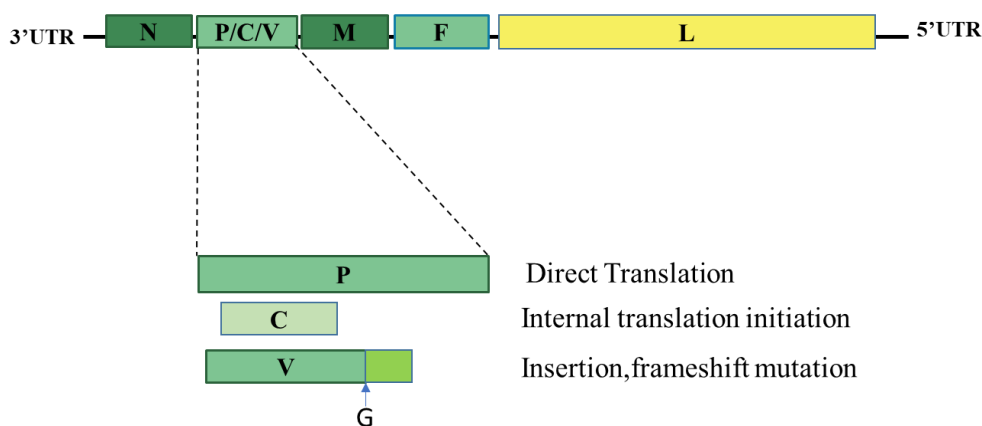 3’UTR N P/C/V M F L 5’UTR
P Direct Translation
C Internal translation initiation
V Insertion,frameshift mutation
G